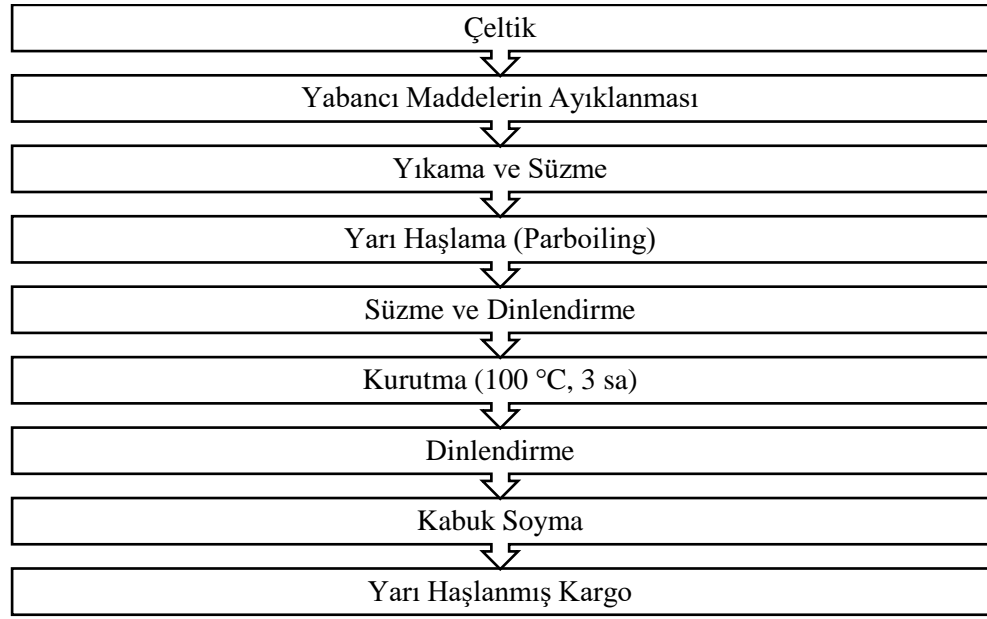 Çeltik
Yabancı Maddelerin Ayıklanması
Yıkama ve Süzme
Yarı Haşlama (Parboiling)
Süzme ve Dinlendirme
Kurutma (100 °C, 3 sa)
Dinlendirme
Kabuk Soyma
Yarı Haşlanmış Kargo